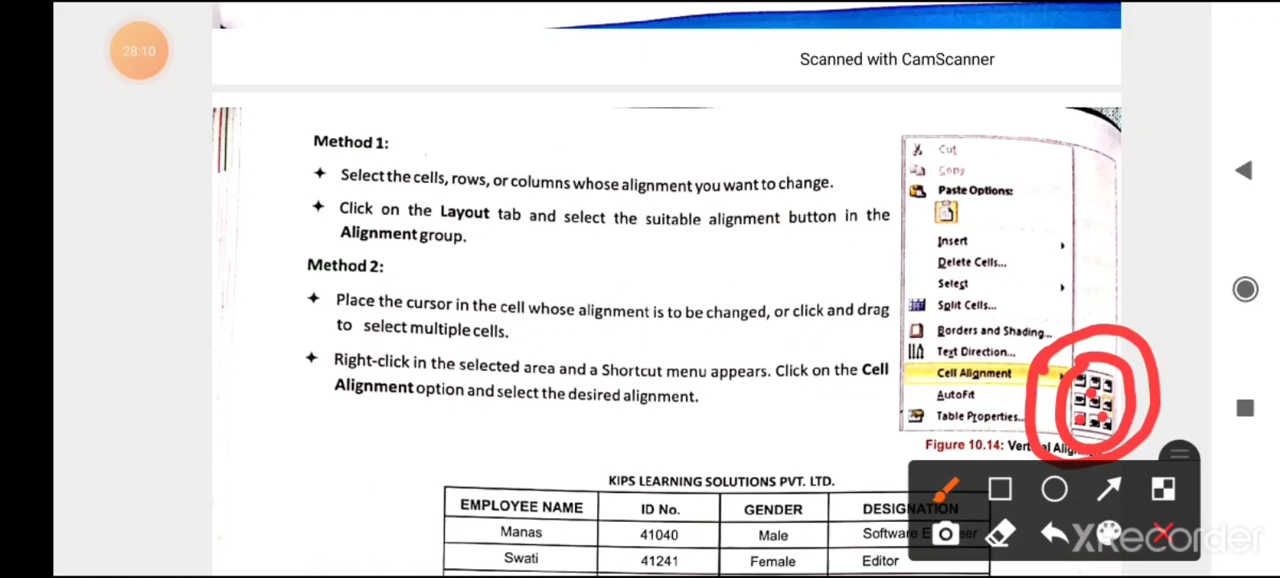 28:10
Scanned with CamScanner
Method 1:
Select the cells, rows, or columns whose alignment you want to change.
Click on the Layout tab and select the suitable alignment button in the
Alignment group.
Method 2:
Place the cursor in the cell whose alignment is to be changed, or click and drag
to select multiple cells.
Right-click in the selected area and a Shortcut menu appears. Click on the Cell
Alignment option and select the desired alignment.
Cut
Copy
Paste Options:
Insert
Delete Cells...
Select
Split Cells...
Borders and Shading...
Text Direction...
Cell Alignment
AutoFit
Table Properties...
Figure 10.14:
KIPS LEARNING SOLUTIONS PVT. LTD.
EMPLOYEE NAME ID No. GENDER DESIGNATION
Manas 41040 Male Software
Swati 41241 Female Editor
XRecorder